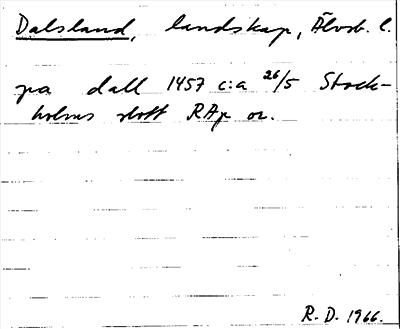 Dalsland, landskap, Älvsb. l.
pa dall 1457 c:a 26/5 Stock-
holms slott RAp or.
R. D. 1966.